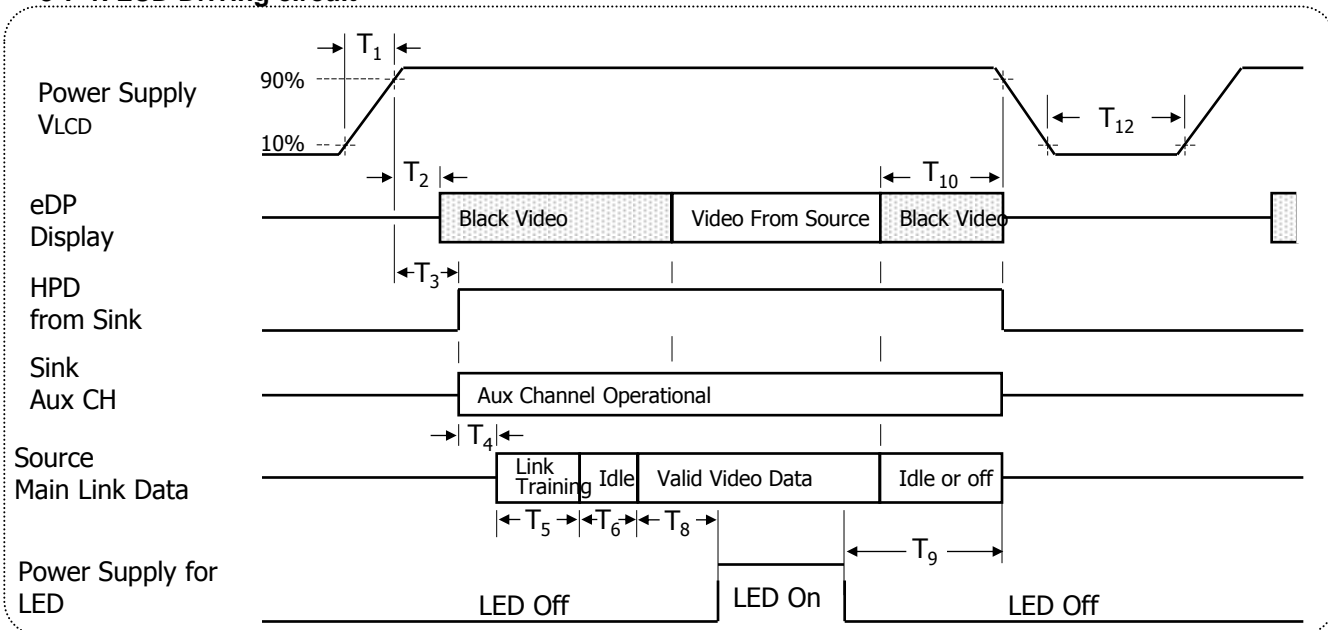 T1
90%
Power Supply
VLCD
10%
T12
T2
T10
eDP
Display
Black Video
Video From Source
Black Video
T3
HPD
from Sink
Sink
Aux CH
Aux Channel Operational
T4
Source
Main Link Data
Link
Training
Idle
Valid Video Data
Idle or off
T5
T6
T8
T9
Power Supply for
LED
LED Off
LED On
LED Off